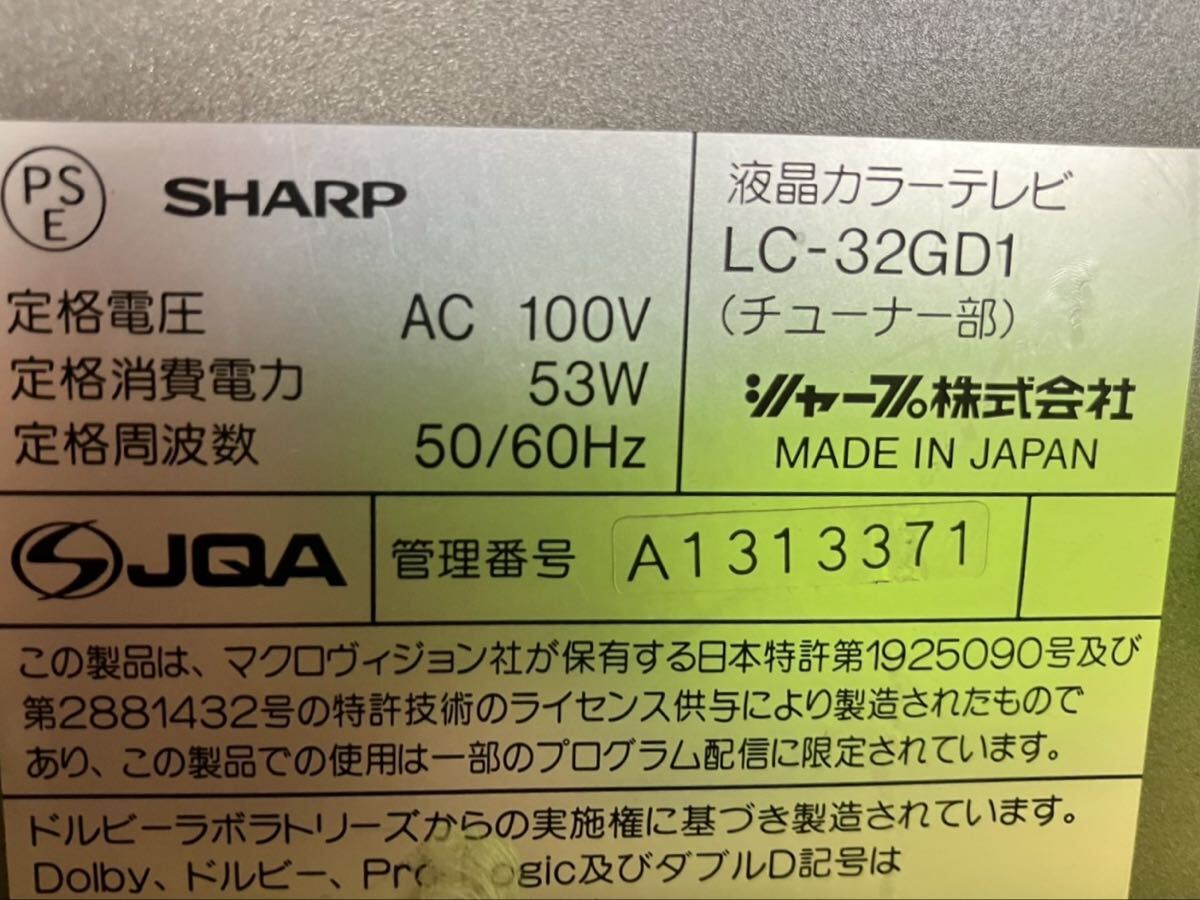 PS
E
SHARP
定格電圧 AC 100V
定格消費電力 53W
定格周波数 50/60Hz
液晶カラーテレビ
LC-32GD1
(チューナー部)
シャープ株式会社
MADE IN JAPAN
JQA
管理番号 A1313371
この製品は、マクロヴィジョン社が保有する日本特許第1925090号及び
第2881432号の特許技術のライセンス供与により製造されたもので
あり、この製品での使用は一部のプログラム配信に限定されています。
ドルビーラボラトリーズからの実施権に基づき製造されています。
Dolby、ドルビー、Pro Logic及びダブルD記号は